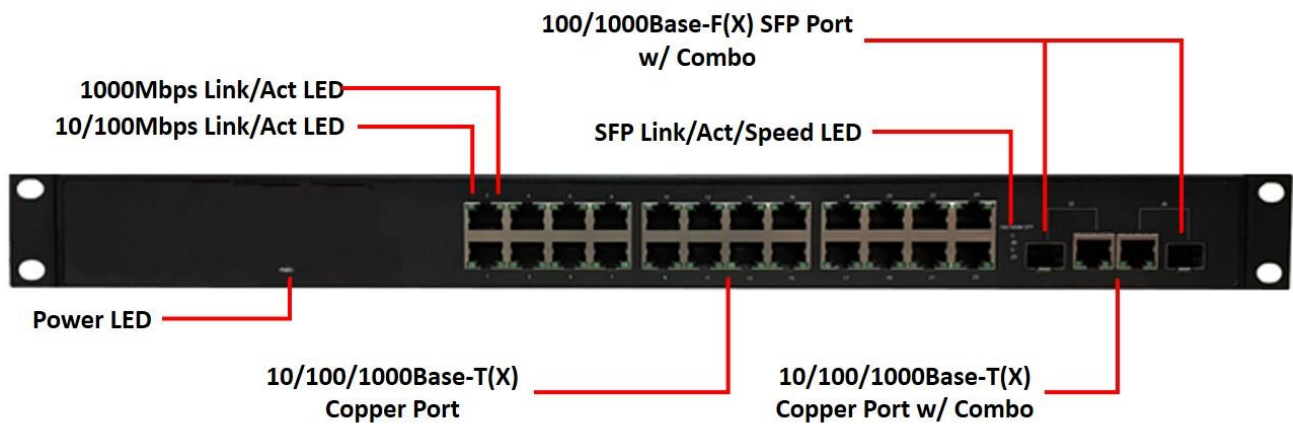 100/1000Base-F(X) SFP Port
w/ Combo
1000Mbps Link/Act LED
10/100Mbps Link/Act LED
SFP Link/Act/Speed LED
Power LED
10/100/1000Base-T(X)
Copper Port
10/100/1000Base-T(X)
Copper Port w/ Combo